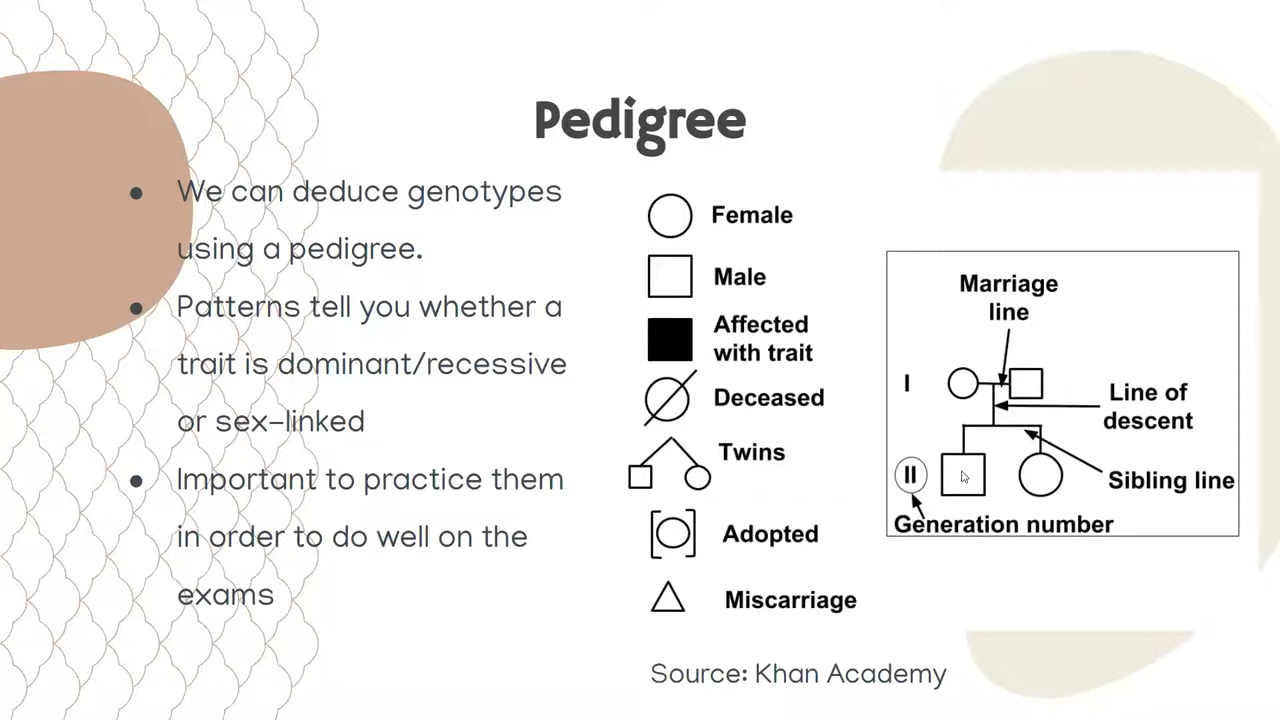 Pedigree
We can deduce genotypes
using a pedigree.
Patterns tell you whether a
trait is dominant/recessive
or sex-linked
Important to practice them
in order to do well on the
exams
Female
Male
Affected
with trait
Deceased
Twins
Adopted
Miscarriage
Marriage
line
I
Line of
descent
II
Sibling line
Generation number
Source: Khan Academy